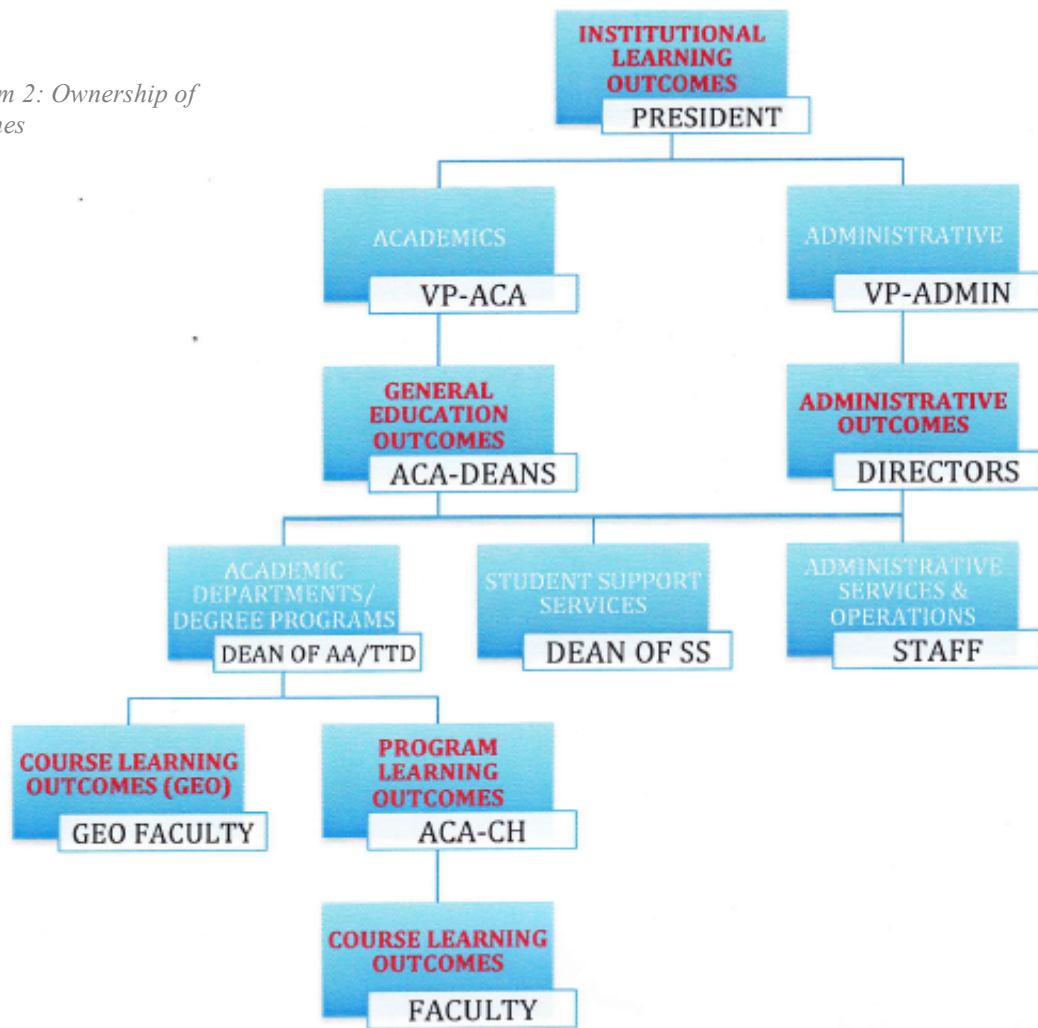 m 2: Ownership of
nes
INSTITUTIONAL
LEARNING
OUTCOMES
PRESIDENT
ACADEMICS
VP-ACA
ADMINISTRATIVE
VP-ADMIN
GENERAL
EDUCATION
OUTCOMES
ACA-DEANS
ADMINISTRATIVE
OUTCOMES
DIRECTORS
ACADEMIC
DEPARTMENTS/
DEGREE PROGRAMS
DEAN OF AA/TTD
STUDENT SUPPORT
SERVICES
DEAN OF SS
ADMINISTRATIVE
SERVICES &
OPERATIONS
STAFF
COURSE LEARNING
OUTCOMES (GEO)
GEO FACULTY
PROGRAM
LEARNING
OUTCOMES
ACA-CH
COURSE LEARNING
OUTCOMES
FACULTY